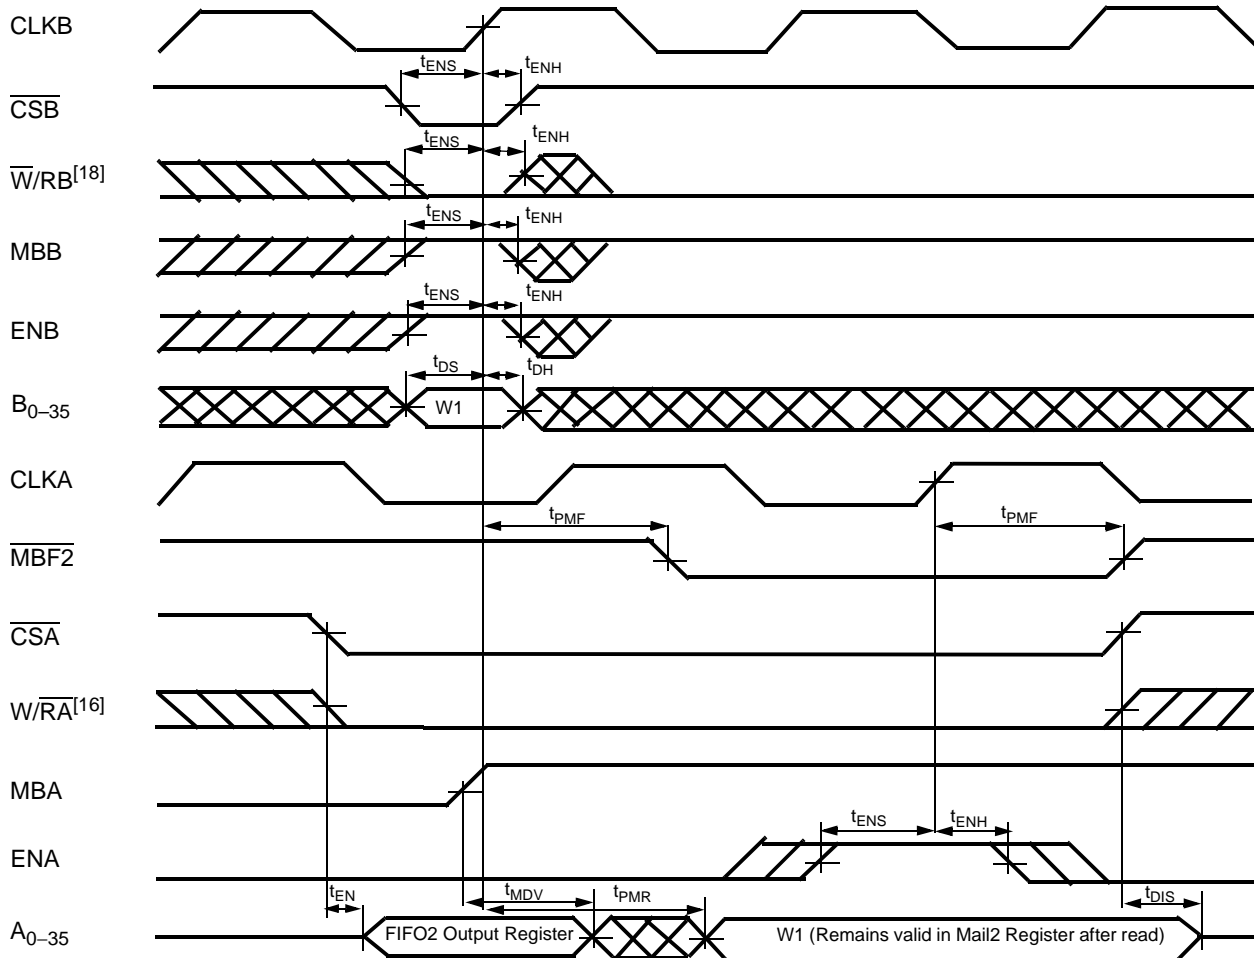 CLKB
tENS
tENH
CSB
tENS
tENH
W/RB[18]
tENS
tENH
MBB
tENS
tENH
ENB
tDS
tDH
B0–35
W1
CLKA
tPMF
tPMF
MBF2
CSA
W/RA[16]
MBA
tENS
tENH
ENA
tEN
tMDV
tPMR
tDIS
A0–35
FIFO2 Output Register
W1 (Remains valid in Mail2 Register after read)